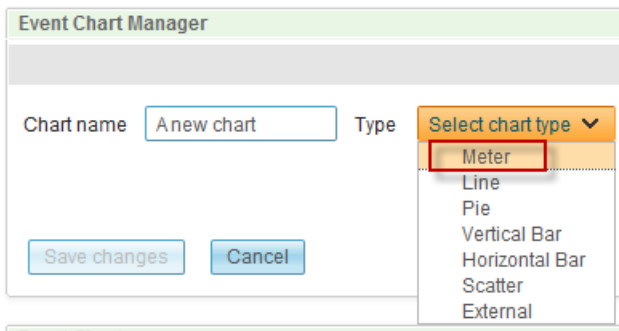 Event Chart Manager
Chart name A new chart Type Select chart type
Meter
Line
Pie
Vertical Bar
Horizontal Bar
Scatter
External
Save changes Cancel